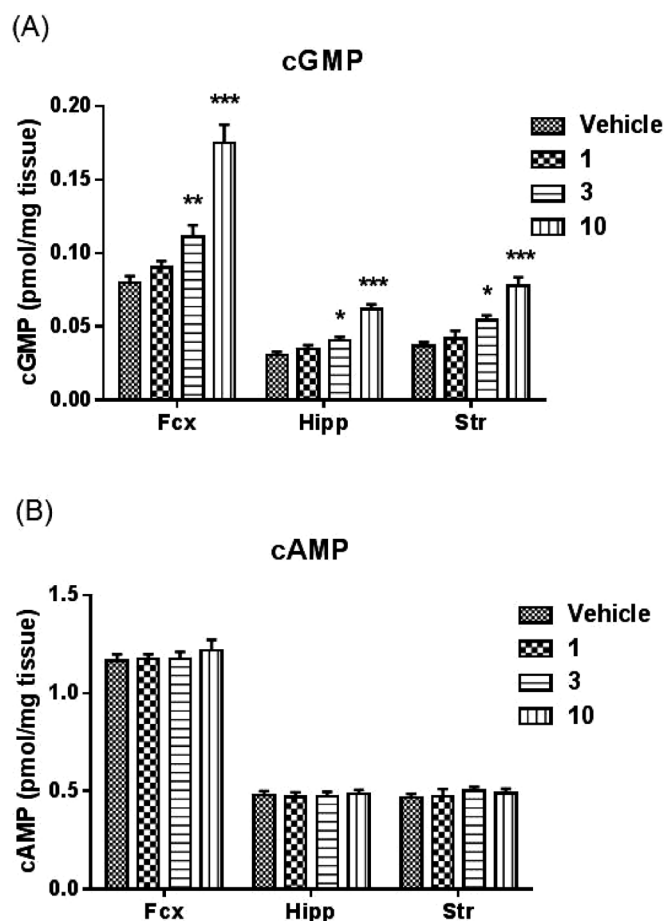 (A)
cGMP
cGMP (pmol/mg tissue)
0.20
0.15
0.10
0.05
0.00
**
***
*
***
*
***
Fcx
Hipp
Str
Vehicle
1
3
10
(B)
cAMP
cAMP (pmol/mg tissue)
1.5
1.0
0.5
0.0
Fcx
Hipp
Str
Vehicle
1
3
10